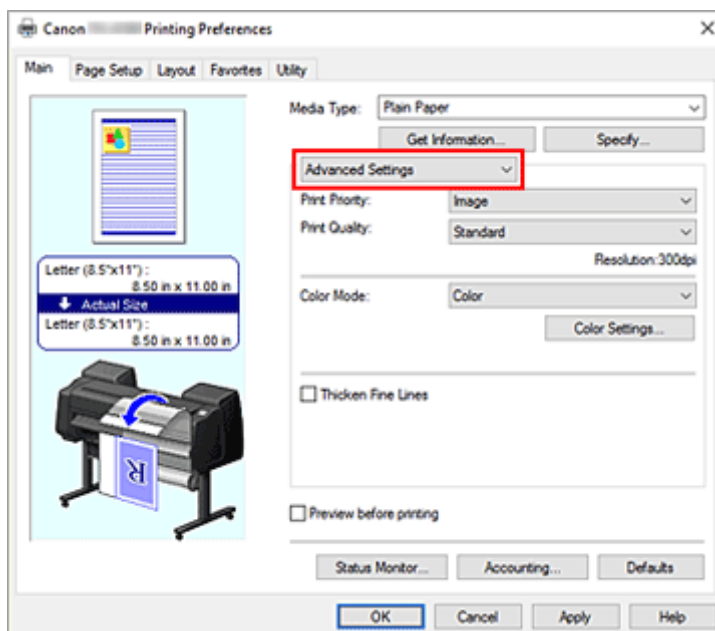 Canon Printing Preferences
Main Page Setup Layout Favorites Utility
Media Type: Plain Paper
Get Information... Specify...
Advanced Settings
Print Priority: Image
Print Quality: Standard
Resolution:300dpi
Color Mode: Color
Color Settings...
Thicken Fine Lines
Letter (8.5"x11") :
8.50 in x 11.00 in
Actual Size
Letter (8.5"x11") :
8.50 in x 11.00 in
R
Preview before printing
Status Monitor... Accounting... Defaults
OK Cancel Apply Help